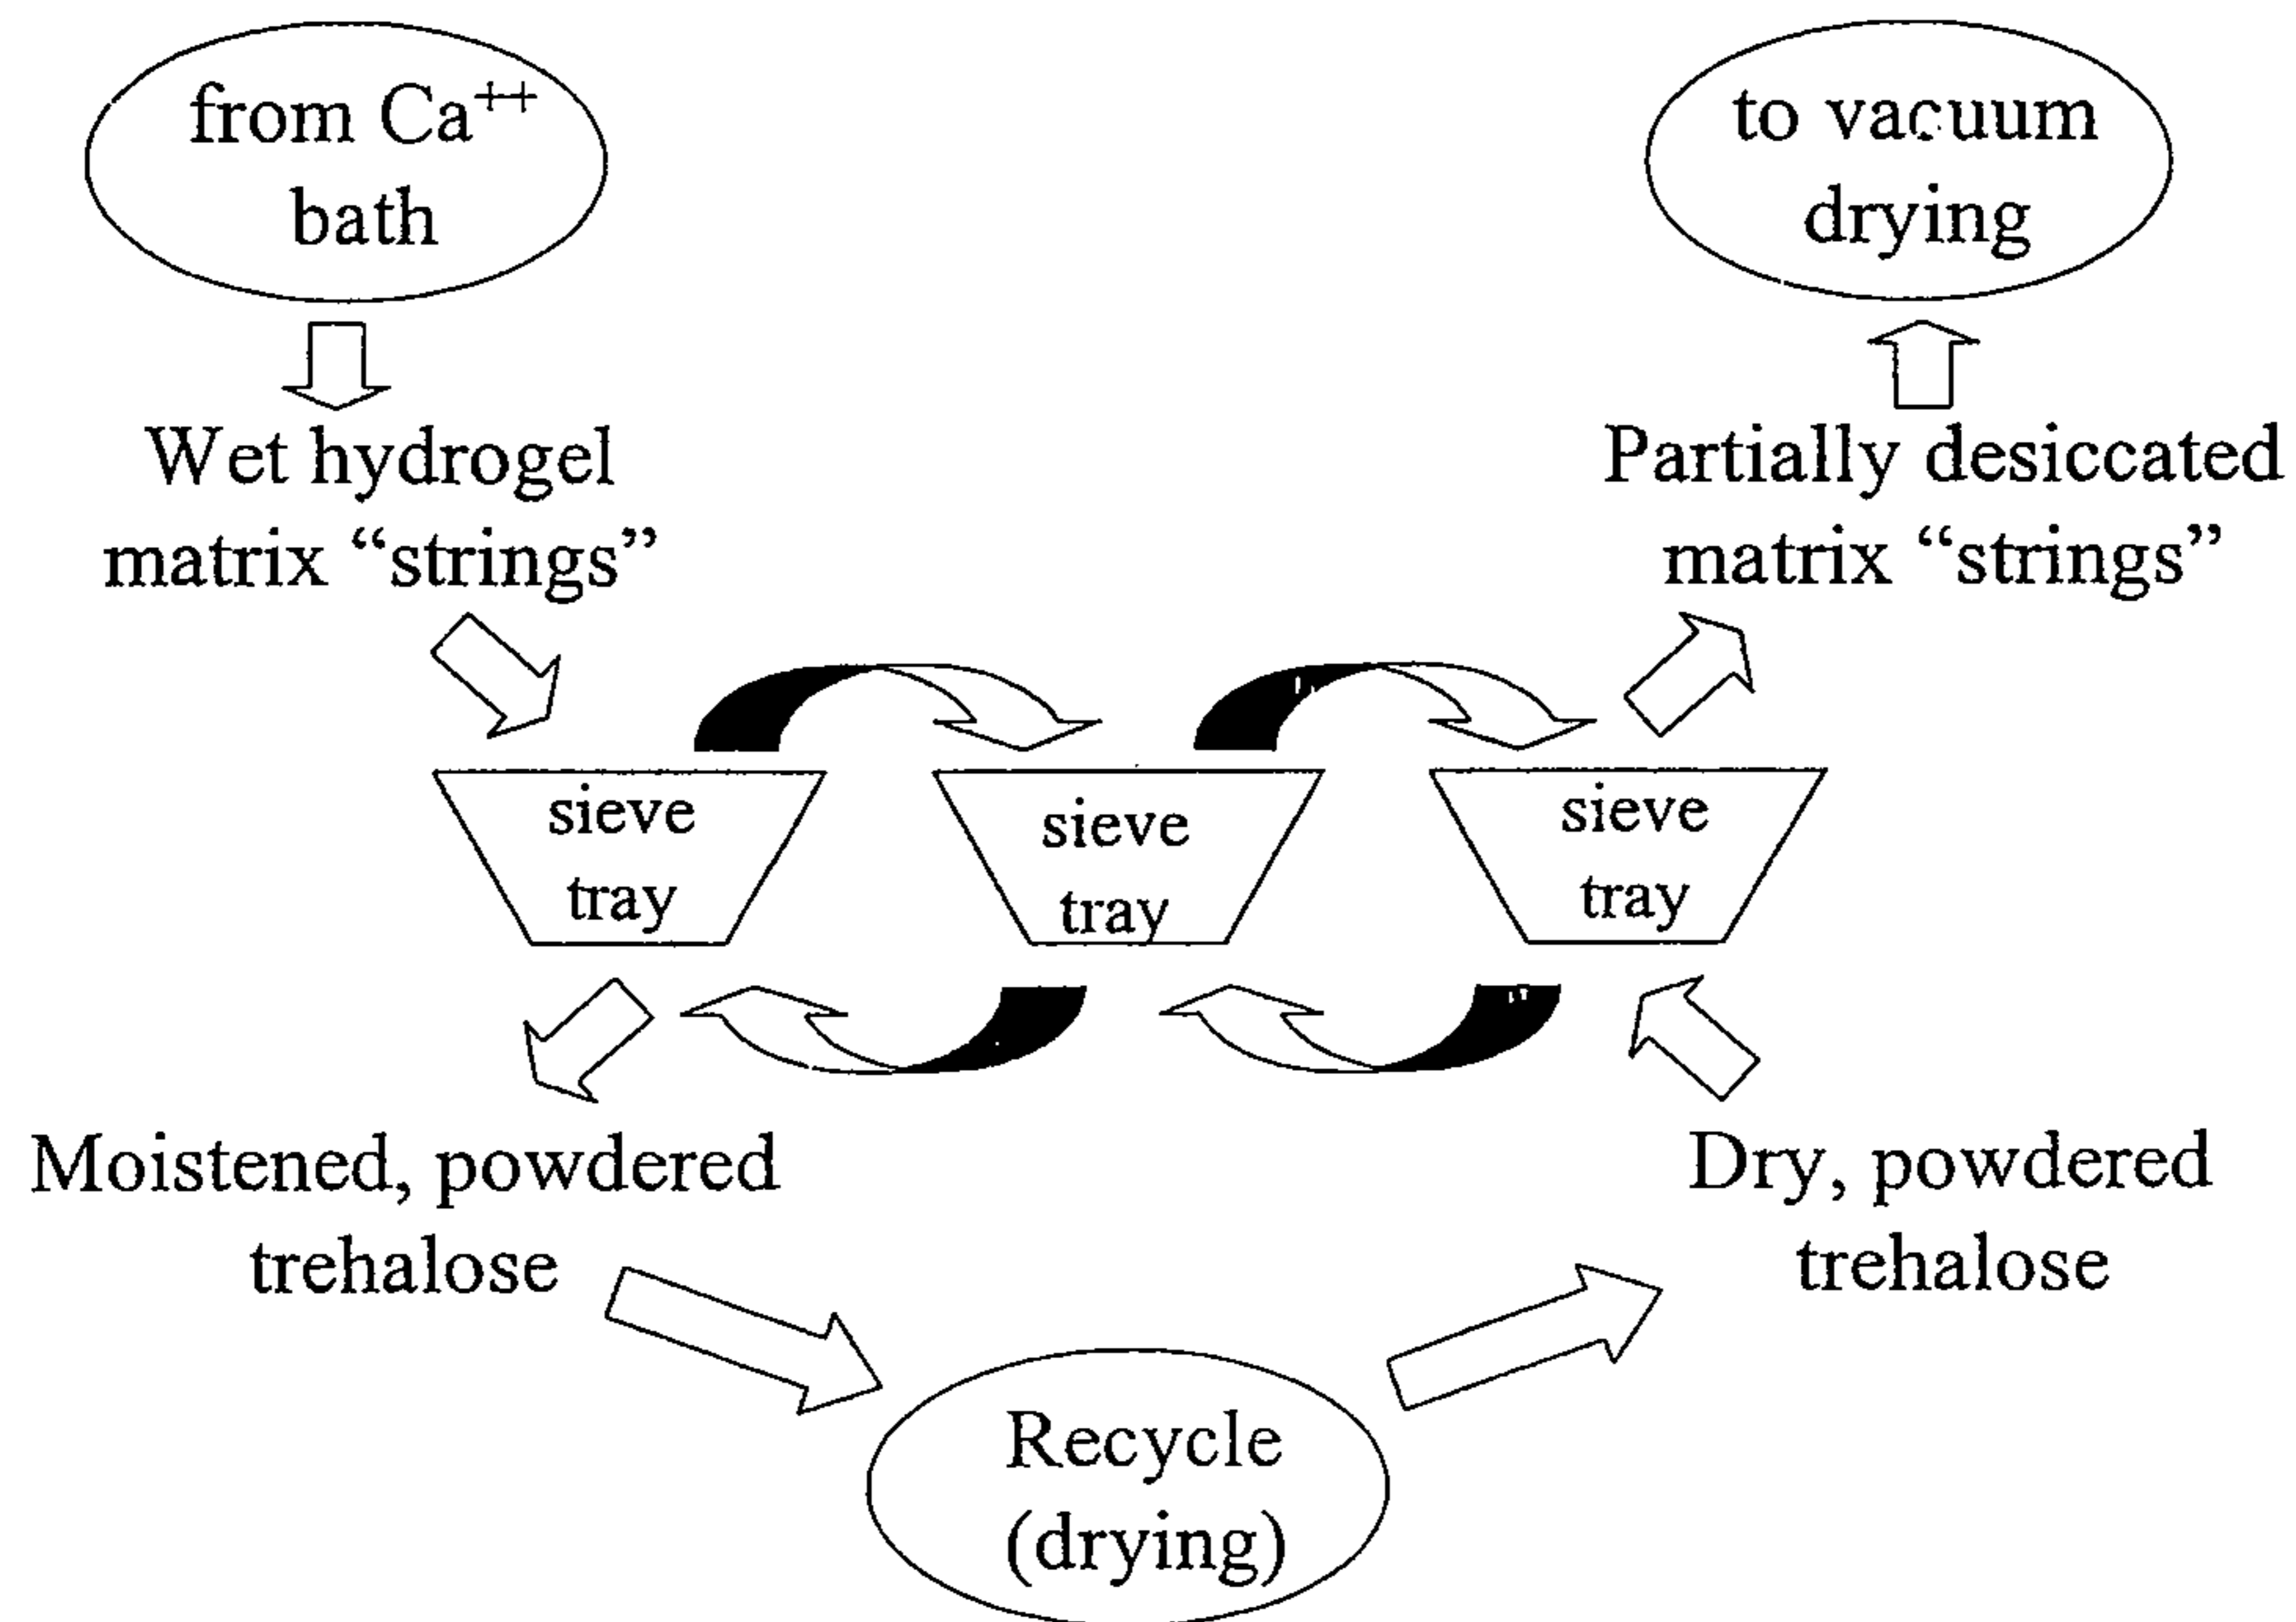 from Ca⁺⁺
bath
to vacuum
drying
Wet hydrogel
matrix “strings”
Partially desiccated
matrix “strings”
sieve
tray
sieve
tray
sieve
tray
Moistened, powdered
trehalose
Dry, powdered
trehalose
Recycle
(drying)